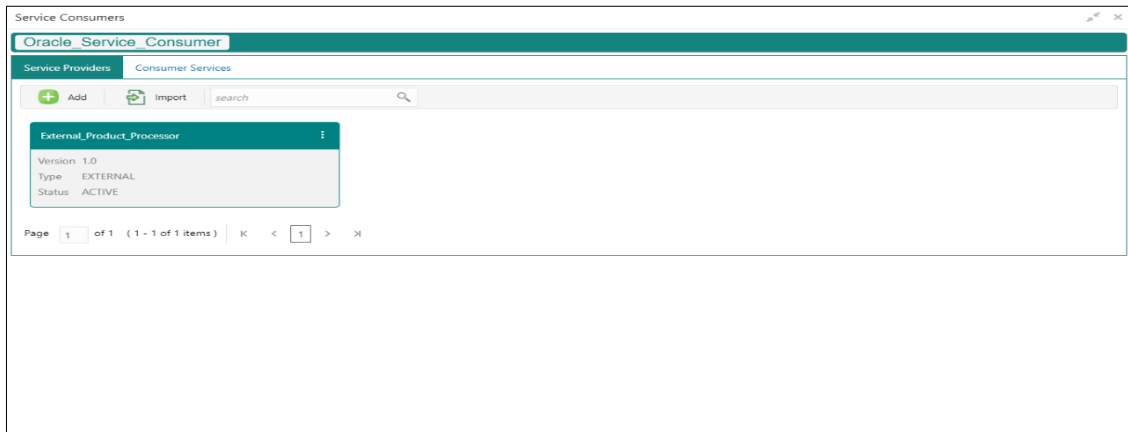 Service Consumers
Oracle_Service_Consumer
Service Providers Consumer Services
Add Import search
External_Product_Processor
Version 1.0
Type EXTERNAL
Status ACTIVE
Page 1 of 1 ( 1 - 1 of 1 items ) 1